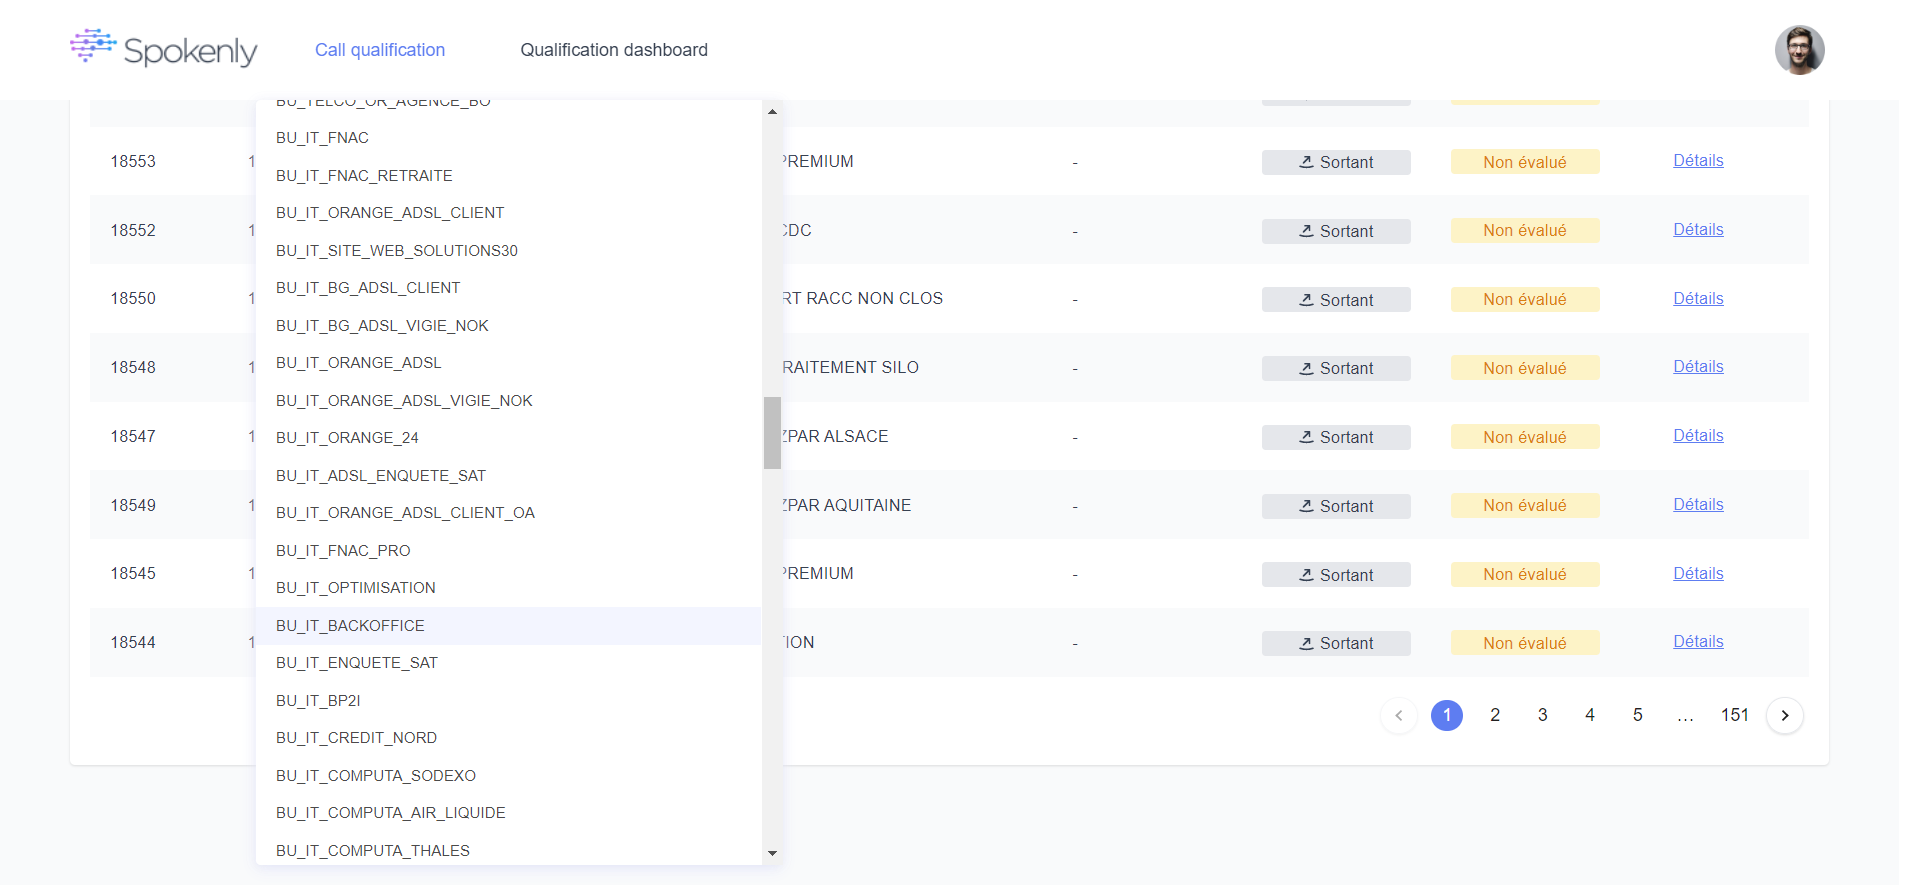 Spokenly
Call qualification
Qualification dashboard
BU_TELCO_OR_AGENCE_BO
BU_IT_FNAC
BU_IT_FNAC_RETRAITE
BU_IT_ORANGE_ADSL_CLIENT
BU_IT_SITE_WEB_SOLUTIONS30
BU_IT_BG_ADSL_CLIENT
BU_IT_BG_ADSL_VIGIE_NOK
BU_IT_ORANGE_ADSL
BU_IT_ORANGE_ADSL_VIGIE_NOK
BU_IT_ORANGE_24
BU_IT_ADSL_ENQUETE_SAT
BU_IT_ORANGE_ADSL_CLIENT_OA
BU_IT_FNAC_PRO
BU_IT_OPTIMISATION
BU_IT_BACKOFFICE
BU_IT_ENQUETE_SAT
BU_IT_BP2I
BU_IT_CREDIT_NORD
BU_IT_COMPUTA_SODEXO
BU_IT_COMPUTA_AIR_LIQUIDE
BU_IT_COMPUTA_THALES
18553 1 PREMIUM - Sortant Non évalué Détails
18552 1 CDC - Sortant Non évalué Détails
18550 1 RT RACC NON CLOS - Sortant Non évalué Détails
18548 1 RAITEMENT SILO - Sortant Non évalué Détails
18547 1 ZPAR ALSACE - Sortant Non évalué Détails
18549 1 ZPAR AQUITAINE - Sortant Non évalué Détails
18545 1 PREMIUM - Sortant Non évalué Détails
18544 1 ION - Sortant Non évalué Détails
1 2 3 4 5 ... 151